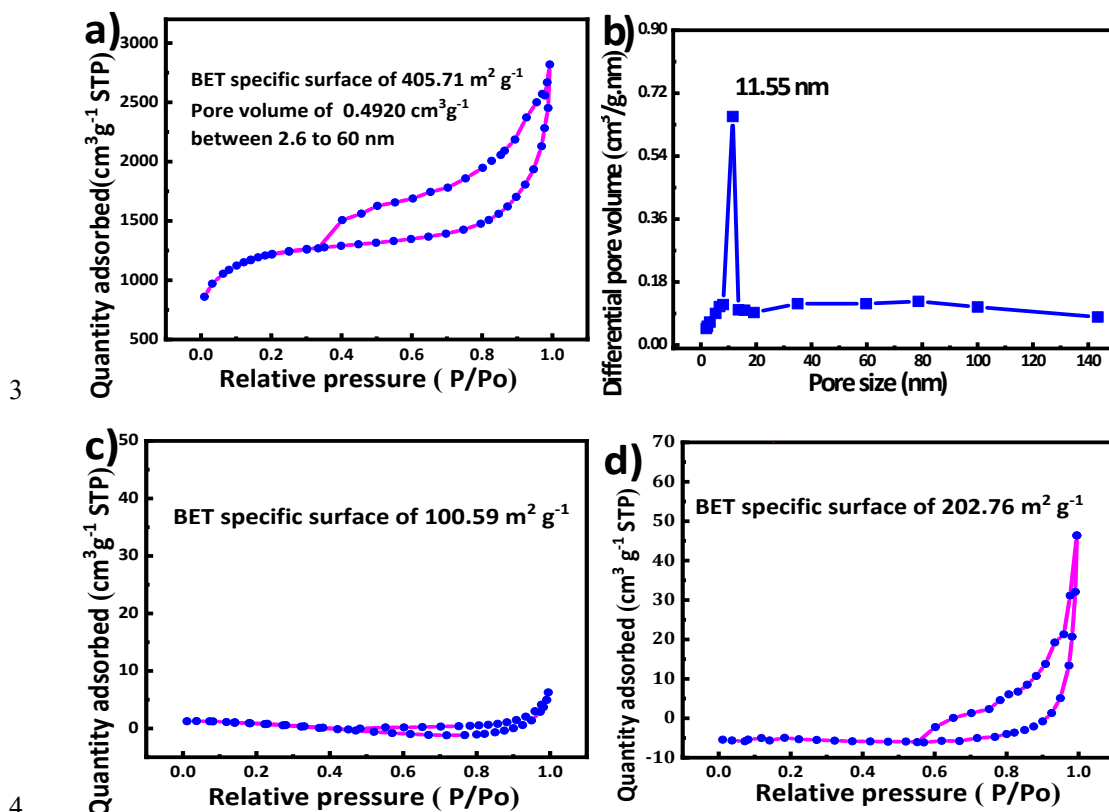 a)
3000
2500
2000
1500
1000
500
Quantity adsorbed(cm³g⁻¹ STP)
BET specific surface of 405.71 m² g⁻¹
Pore volume of 0.4920 cm³g⁻¹
between 2.6 to 60 nm
0.0 0.2 0.4 0.6 0.8 1.0
Relative pressure ( P/Po)
b)
0.90
0.72
0.54
0.36
0.18
0.00
Differential pore volume (cm³/g.nm)
11.55 nm
0 20 40 60 80 100 120 140
Pore size (nm)
3
c)
50
40
30
20
10
0
Quantity adsorbed (cm³g⁻¹ STP)
BET specific surface of 100.59 m² g⁻¹
0.0 0.2 0.4 0.6 0.8 1.0
Relative pressure ( P/Po)
d)
70
60
50
40
30
20
10
0
-10
Quantity adsorbed (cm³ g⁻¹ STP)
BET specific surface of 202.76 m² g⁻¹
0.0 0.2 0.4 0.6 0.8 1.0
Relative pressure ( P/Po)
4